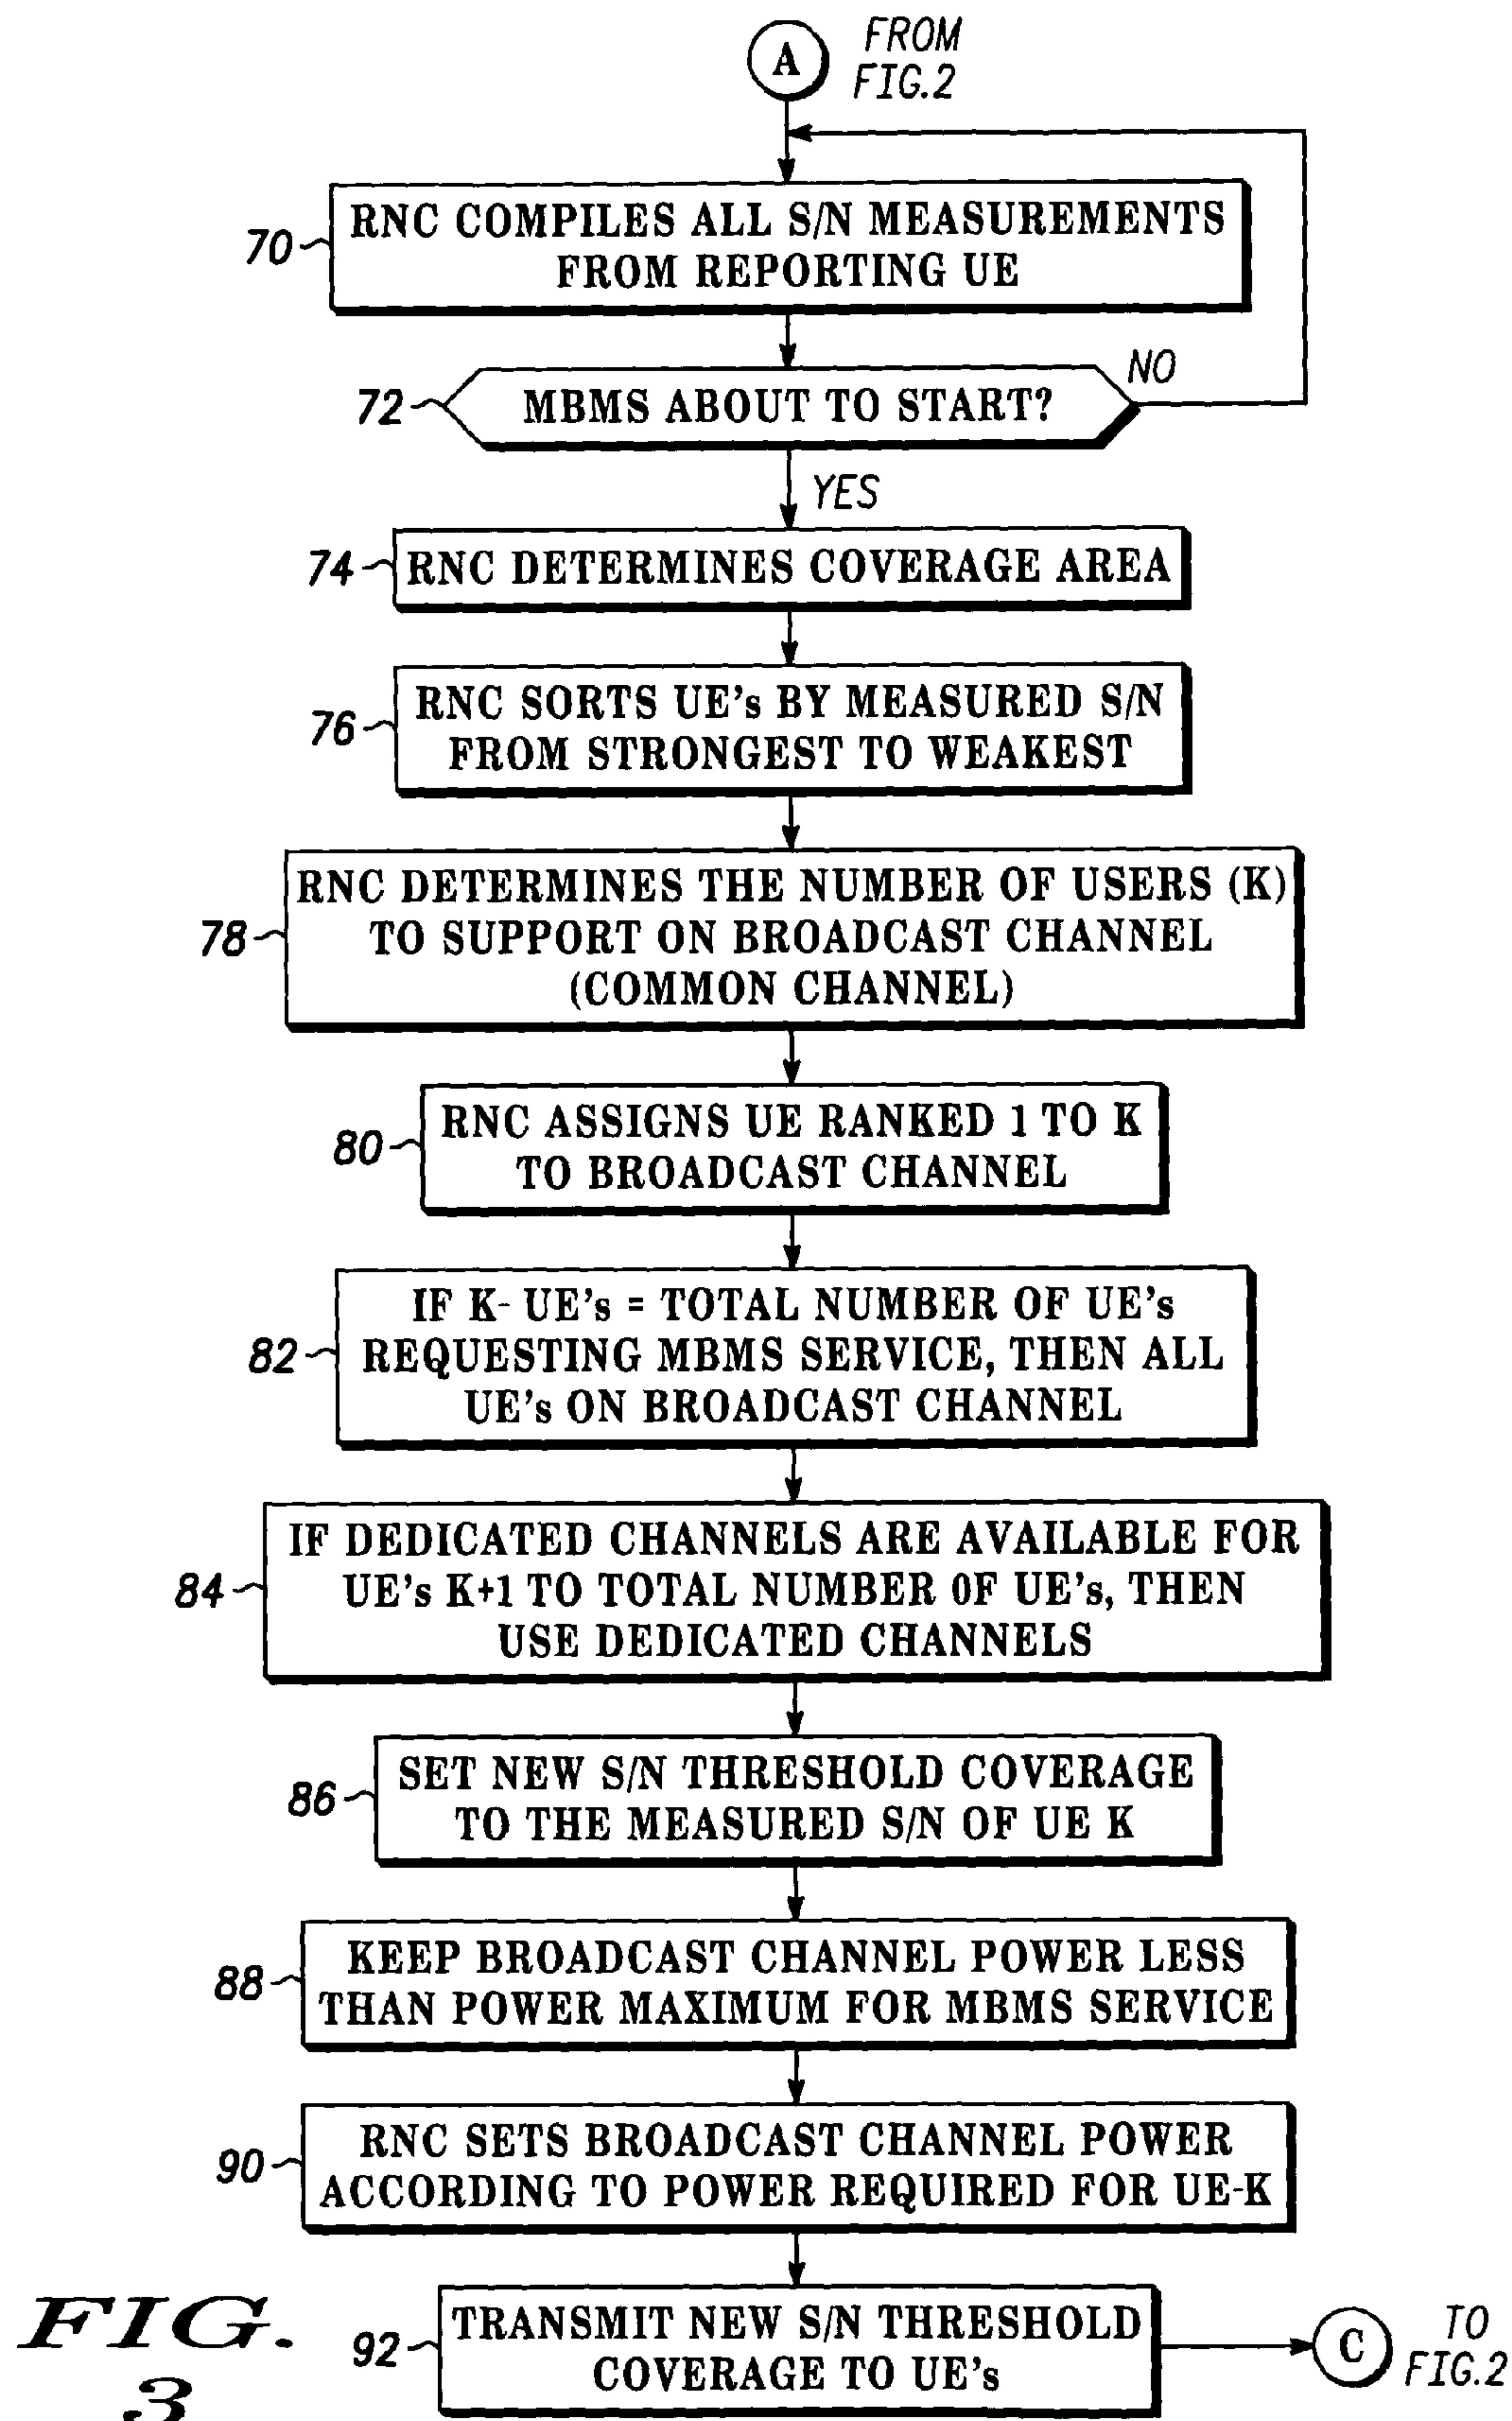 A
FROM
FIG.2
70
RNC COMPILES ALL S/N MEASUREMENTS
FROM REPORTING UE
72
MBMS ABOUT TO START?
NO
YES
74
RNC DETERMINES COVERAGE AREA
76
RNC SORTS UE's BY MEASURED S/N
FROM STRONGEST TO WEAKEST
78
RNC DETERMINES THE NUMBER OF USERS (K)
TO SUPPORT ON BROADCAST CHANNEL
(COMMON CHANNEL)
80
RNC ASSIGNS UE RANKED 1 TO K
TO BROADCAST CHANNEL
82
IF K- UE's = TOTAL NUMBER OF UE's
REQUESTING MBMS SERVICE, THEN ALL
UE's ON BROADCAST CHANNEL
84
IF DEDICATED CHANNELS ARE AVAILABLE FOR
UE's K+1 TO TOTAL NUMBER OF UE's, THEN
USE DEDICATED CHANNELS
86
SET NEW S/N THRESHOLD COVERAGE
TO THE MEASURED S/N OF UE K
88
KEEP BROADCAST CHANNEL POWER LESS
THAN POWER MAXIMUM FOR MBMS SERVICE
90
RNC SETS BROADCAST CHANNEL POWER
ACCORDING TO POWER REQUIRED FOR UE-K
92
TRANSMIT NEW S/N THRESHOLD
COVERAGE TO UE's
C
TO
FIG.2
FIG.
3